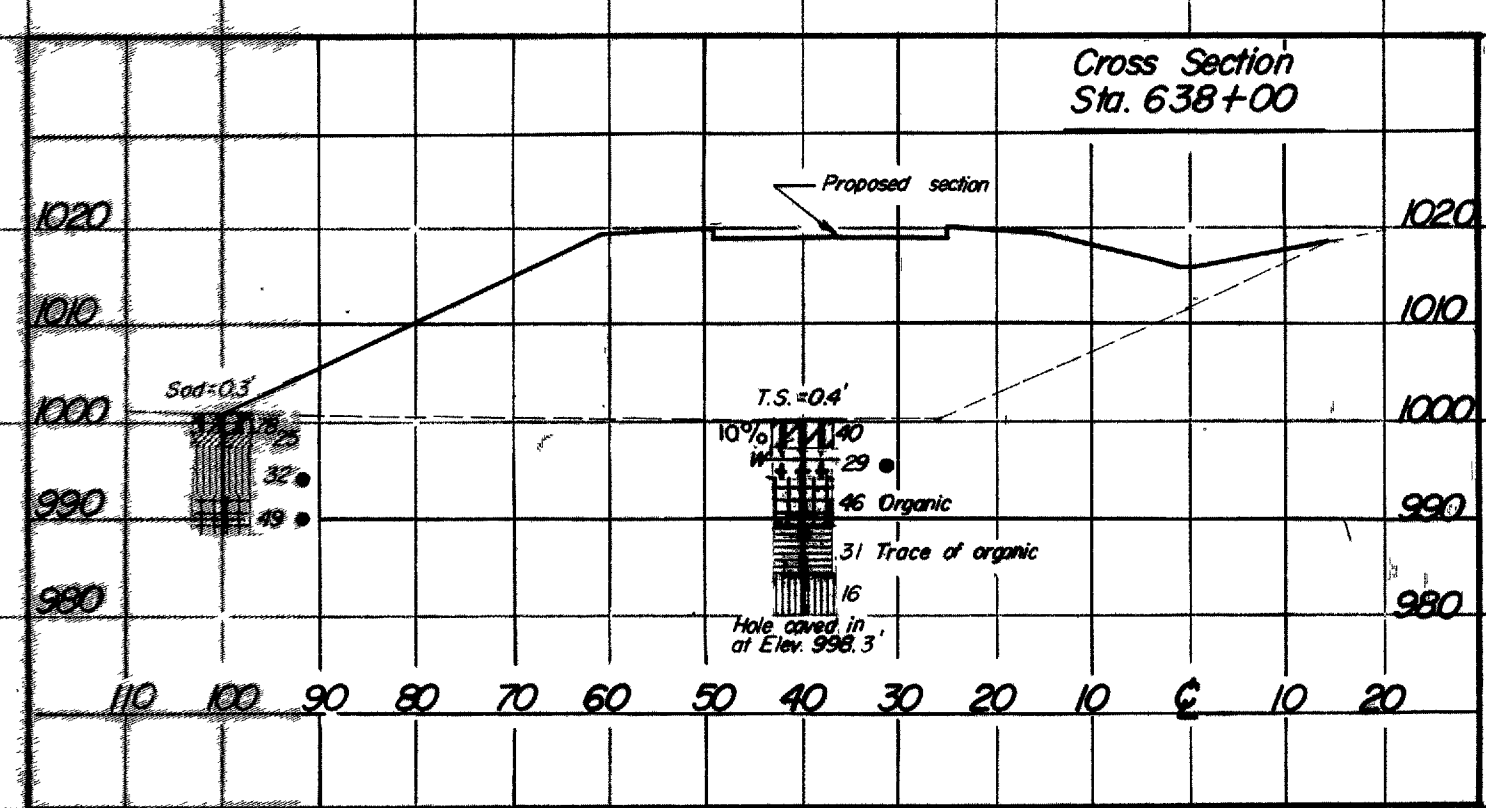 Cross Section
Sta. 638+00
Proposed section
1020 1020
1010 1010
Sod=0.3'
T.S.=0.4'
1000 1000
10% 40
25
W 29
32
46 Organic
990 49 990
31 Trace of organic
16
980 980
Hole caved in
at Elev. 998.3'
110 100 90 80 70 60 50 40 30 20 10 ℄ 10 20